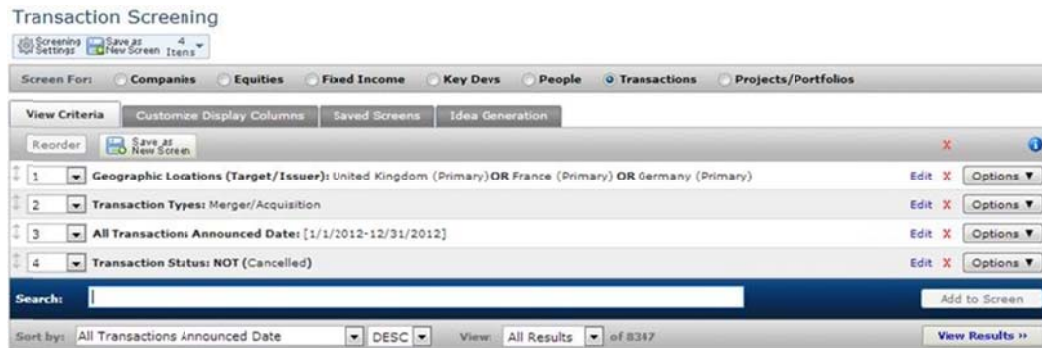 Transaction Screening
Screening Settings Save as New Screen 4 Items
Screen For: Companies Equities Fixed Income Key Devs People Transactions Projects/Portfolios
View Criteria Customize Display Columns Saved Screens Idea Generation
Reorder Save as New Screen X i
1 Geographic Locations (Target/Issuer): United Kingdom (Primary) OR France (Primary) OR Germany (Primary) Edit X Options ▼
2 Transaction Types: Merger/Acquisition Edit X Options ▼
3 All Transactions Announced Date: [1/1/2012-12/31/2012] Edit X Options ▼
4 Transaction Status: NOT (Cancelled) Edit X Options ▼
Search: Add to Screen
Sort by: All Transactions Announced Date DESC View: All Results of 8347 View Results »